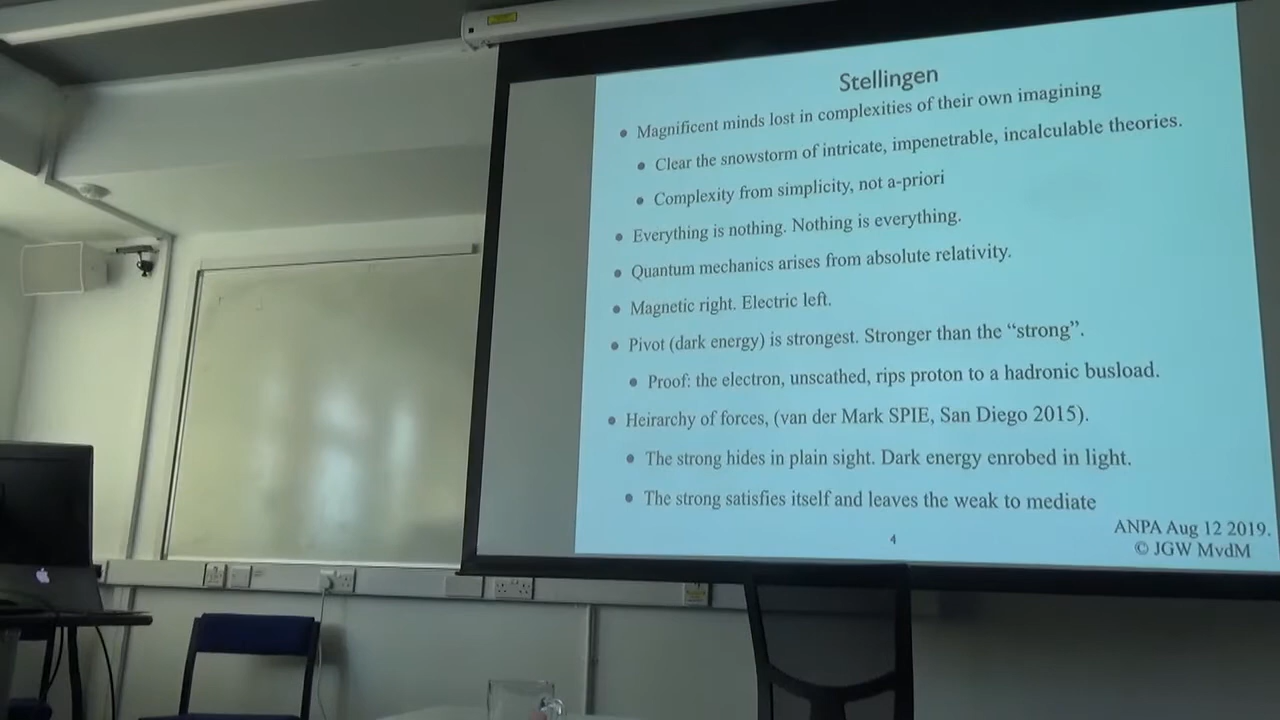 Stellingen
• Magnificent minds lost in complexities of their own imagining
• Clear the snowstorm of intricate, impenetrable, incalculable theories.
• Complexity from simplicity, not a-priori
• Everything is nothing. Nothing is everything.
• Quantum mechanics arises from absolute relativity.
• Magnetic right. Electric left.
• Pivot (dark energy) is strongest. Stronger than the “strong”.
• Proof: the electron, unscathed, rips proton to a hadronic busload.
• Heirarchy of forces, (van der Mark SPIE, San Diego 2015).
• The strong hides in plain sight. Dark energy enrobed in light.
• The strong satisfies itself and leaves the weak to mediate
4
ANPA Aug 12 2019.
© JGW MvdM